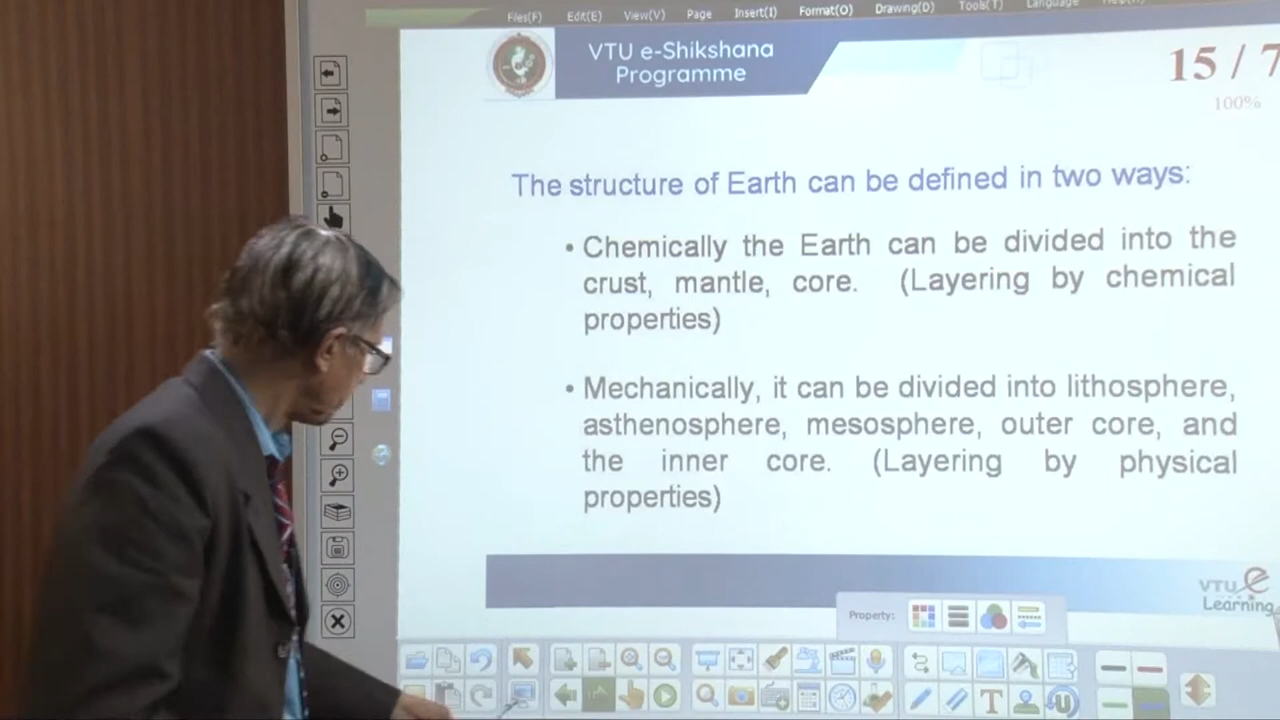 Files(F) Edit(E) View(V) Page Insert(I) Format(O) Drawing(D) Tools(T) Language
VTU e-Shikshana
Programme
15 / 7
100%
The structure of Earth can be defined in two ways:
• Chemically the Earth can be divided into the
crust, mantle, core. (Layering by chemical
properties)
• Mechanically, it can be divided into lithosphere,
asthenosphere, mesosphere, outer core, and
the inner core. (Layering by physical
properties)
VTU e
Learning
Property: